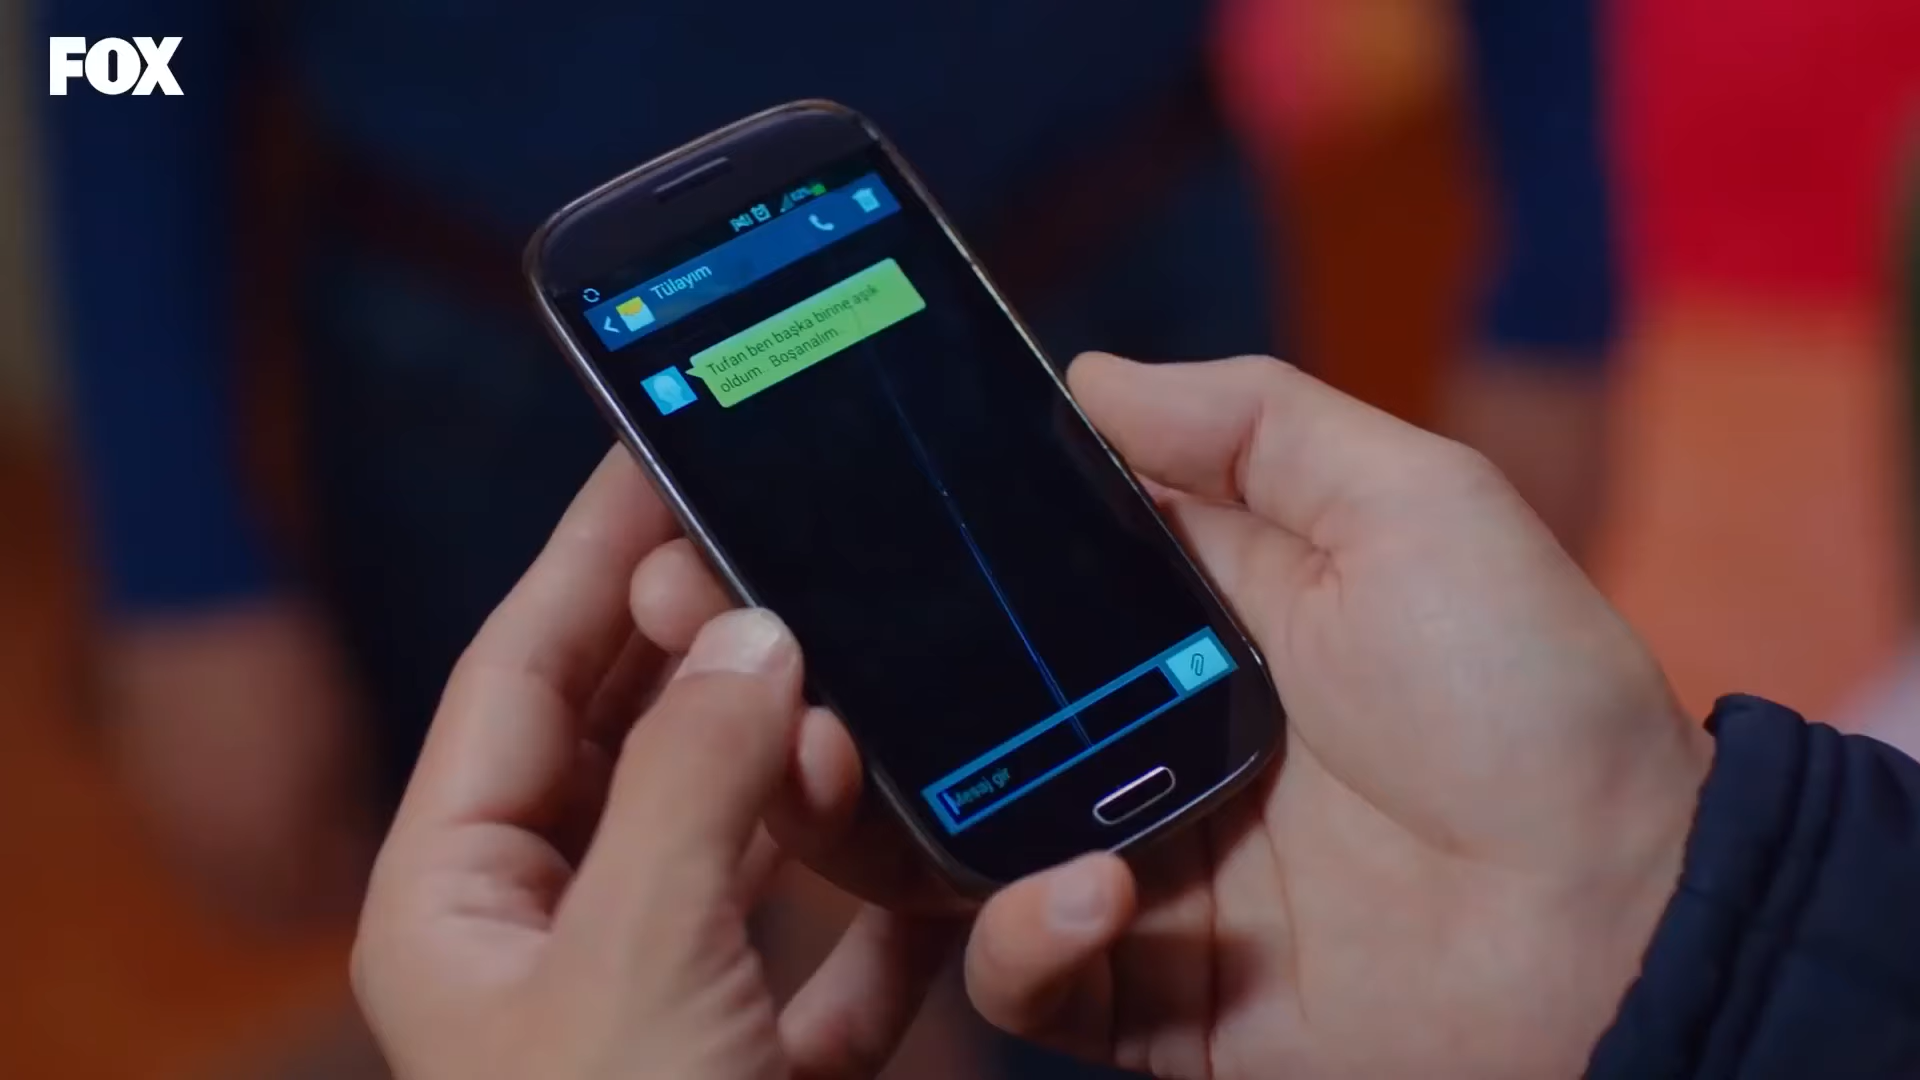 FOX
Tülayım
Tufan ben başka birine aşık
oldum.. Boşanalım..
Mesaj gir